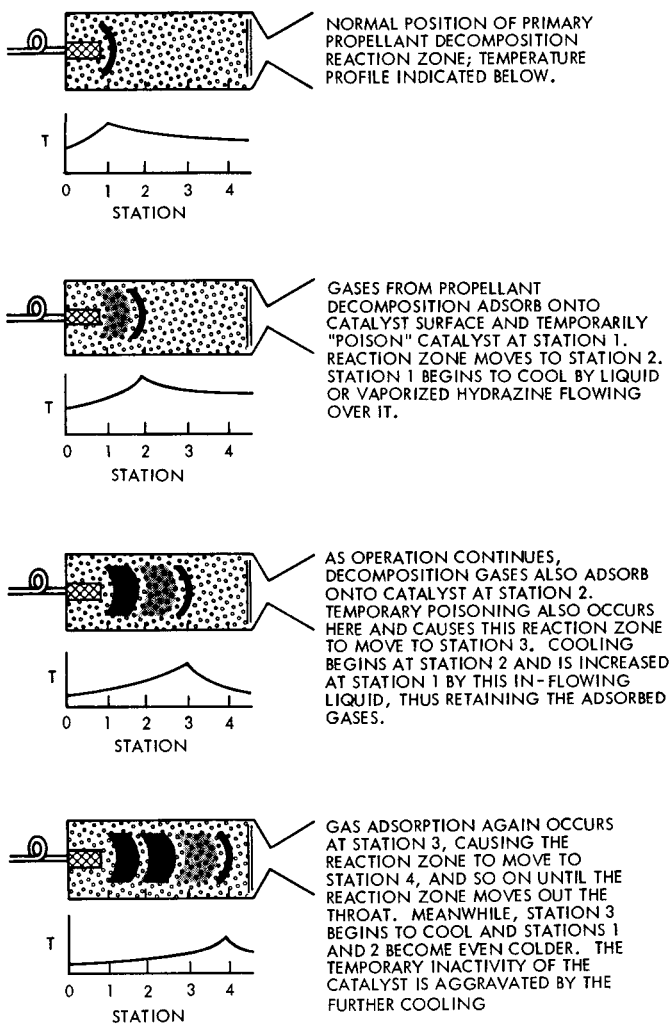 NORMAL POSITION OF PRIMARY
PROPELLANT DECOMPOSITION
REACTION ZONE; TEMPERATURE
PROFILE INDICATED BELOW.
T
0 1 2 3 4
STATION
GASES FROM PROPELLANT
DECOMPOSITION ADSORB ONTO
CATALYST SURFACE AND TEMPORARILY
"POISON" CATALYST AT STATION 1.
REACTION ZONE MOVES TO STATION 2.
STATION 1 BEGINS TO COOL BY LIQUID
OR VAPORIZED HYDRAZINE FLOWING
OVER IT.
T
0 1 2 3 4
STATION
AS OPERATION CONTINUES,
DECOMPOSITION GASES ALSO ADSORB
ONTO CATALYST AT STATION 2.
TEMPORARY POISONING ALSO OCCURS
HERE AND CAUSES THIS REACTION ZONE
TO MOVE TO STATION 3. COOLING
BEGINS AT STATION 2 AND IS INCREASED
AT STATION 1 BY THIS IN-FLOWING
LIQUID, THUS RETAINING THE ADSORBED
GASES.
T
0 1 2 3 4
STATION
GAS ADSORPTION AGAIN OCCURS
AT STATION 3, CAUSING THE
REACTION ZONE TO MOVE TO
STATION 4, AND SO ON UNTIL THE
REACTION ZONE MOVES OUT THE
THROAT. MEANWHILE, STATION 3
BEGINS TO COOL AND STATIONS 1
AND 2 BECOME EVEN COLDER. THE
TEMPORARY INACTIVITY OF THE
CATALYST IS AGGRAVATED BY THE
FURTHER COOLING
T
0 1 2 3 4
STATION